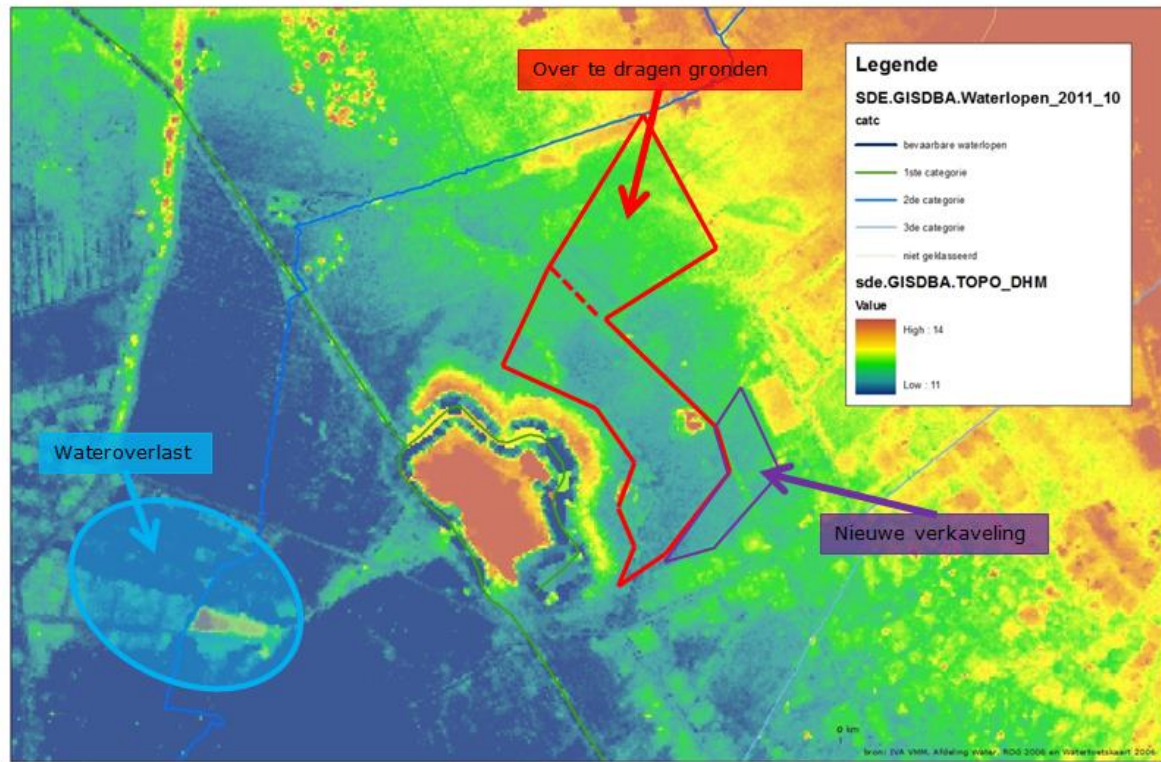 Over te dragen gronden
Legende
SDE.GISDBA.Waterlopen_2011_10
catc
bevaarbare waterlopen
1ste categorie
2de categorie
3de categorie
niet geklasseerd
sde.GISDBA.TOPO_DHM
Value
High : 14
Low : 11
Wateroverlast
Nieuwe verkaveling
0 km
bron: IVA VMM, Afdeling Water, ROG 2006 en Watertoetskaart 2006